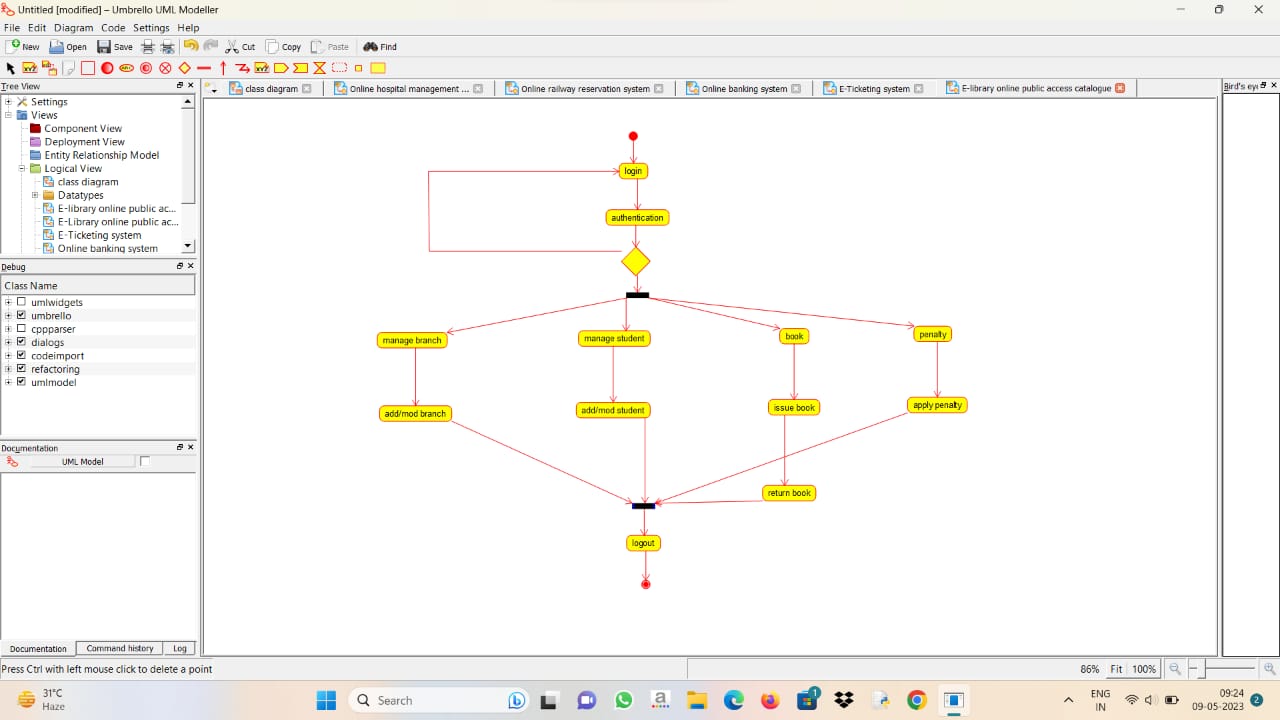 Untitled [modified] – Umbrello UML Modeller
File Edit Diagram Code Settings Help
New Open Save Cut Copy Paste Find
Tree View
class diagram
Online hospital management ...
Online railway reservation system
Online banking system
E-Ticketing system
E-library online public access catalogue
Bird's eye
Settings
Views
Component View
Deployment View
Entity Relationship Model
Logical View
class diagram
Datatypes
E-library online public ac...
E-Library online public ac...
E-Ticketing system
Online banking system
Debug
Class Name
umlwidgets
umbrello
cppparser
dialogs
codeimport
refactoring
umlmodel
Documentation
UML Model
login
authentication
manage branch
manage student
book
penalty
add/mod branch
add/mod student
issue book
apply penalty
return book
logout
Documentation Command history Log
Press Ctrl with left mouse click to delete a point
86% Fit 100%
31°C
Haze
Search
1
ENG
IN
09:24
09-05-2023
2